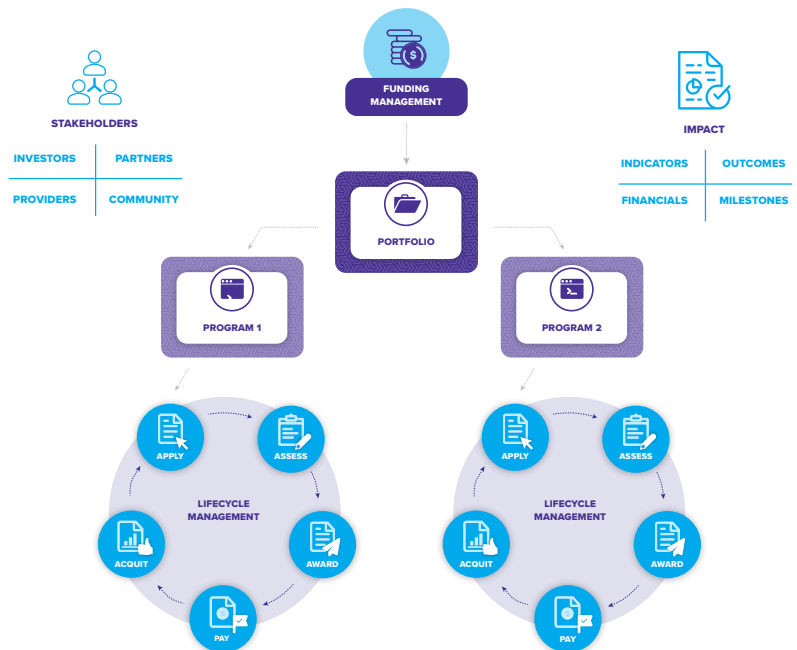 FUNDING
MANAGEMENT
STAKEHOLDERS
INVESTORS
PARTNERS
PROVIDERS
COMMUNITY
IMPACT
INDICATORS
OUTCOMES
FINANCIALS
MILESTONES
PORTFOLIO
PROGRAM 1
PROGRAM 2
APPLY
ASSESS
LIFECYCLE
MANAGEMENT
ACQUIT
AWARD
PAY
APPLY
ASSESS
LIFECYCLE
MANAGEMENT
ACQUIT
AWARD
PAY